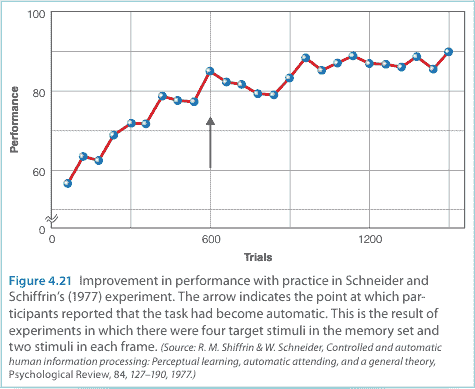 100
80
60
0
Performance
0
600
1200
Trials
Figure 4.21 Improvement in performance with practice in Schneider and
Schiffrin's (1977) experiment. The arrow indicates the point at which par-
ticipants reported that the task had become automatic. This is the result of
experiments in which there were four target stimuli in the memory set and
two stimuli in each frame. (Source: R. M. Shiffrin & W. Schneider, Controlled and automatic
human information processing: Perceptual learning, automatic attending, and a general theory,
Psychological Review, 84, 127–190, 1977.)